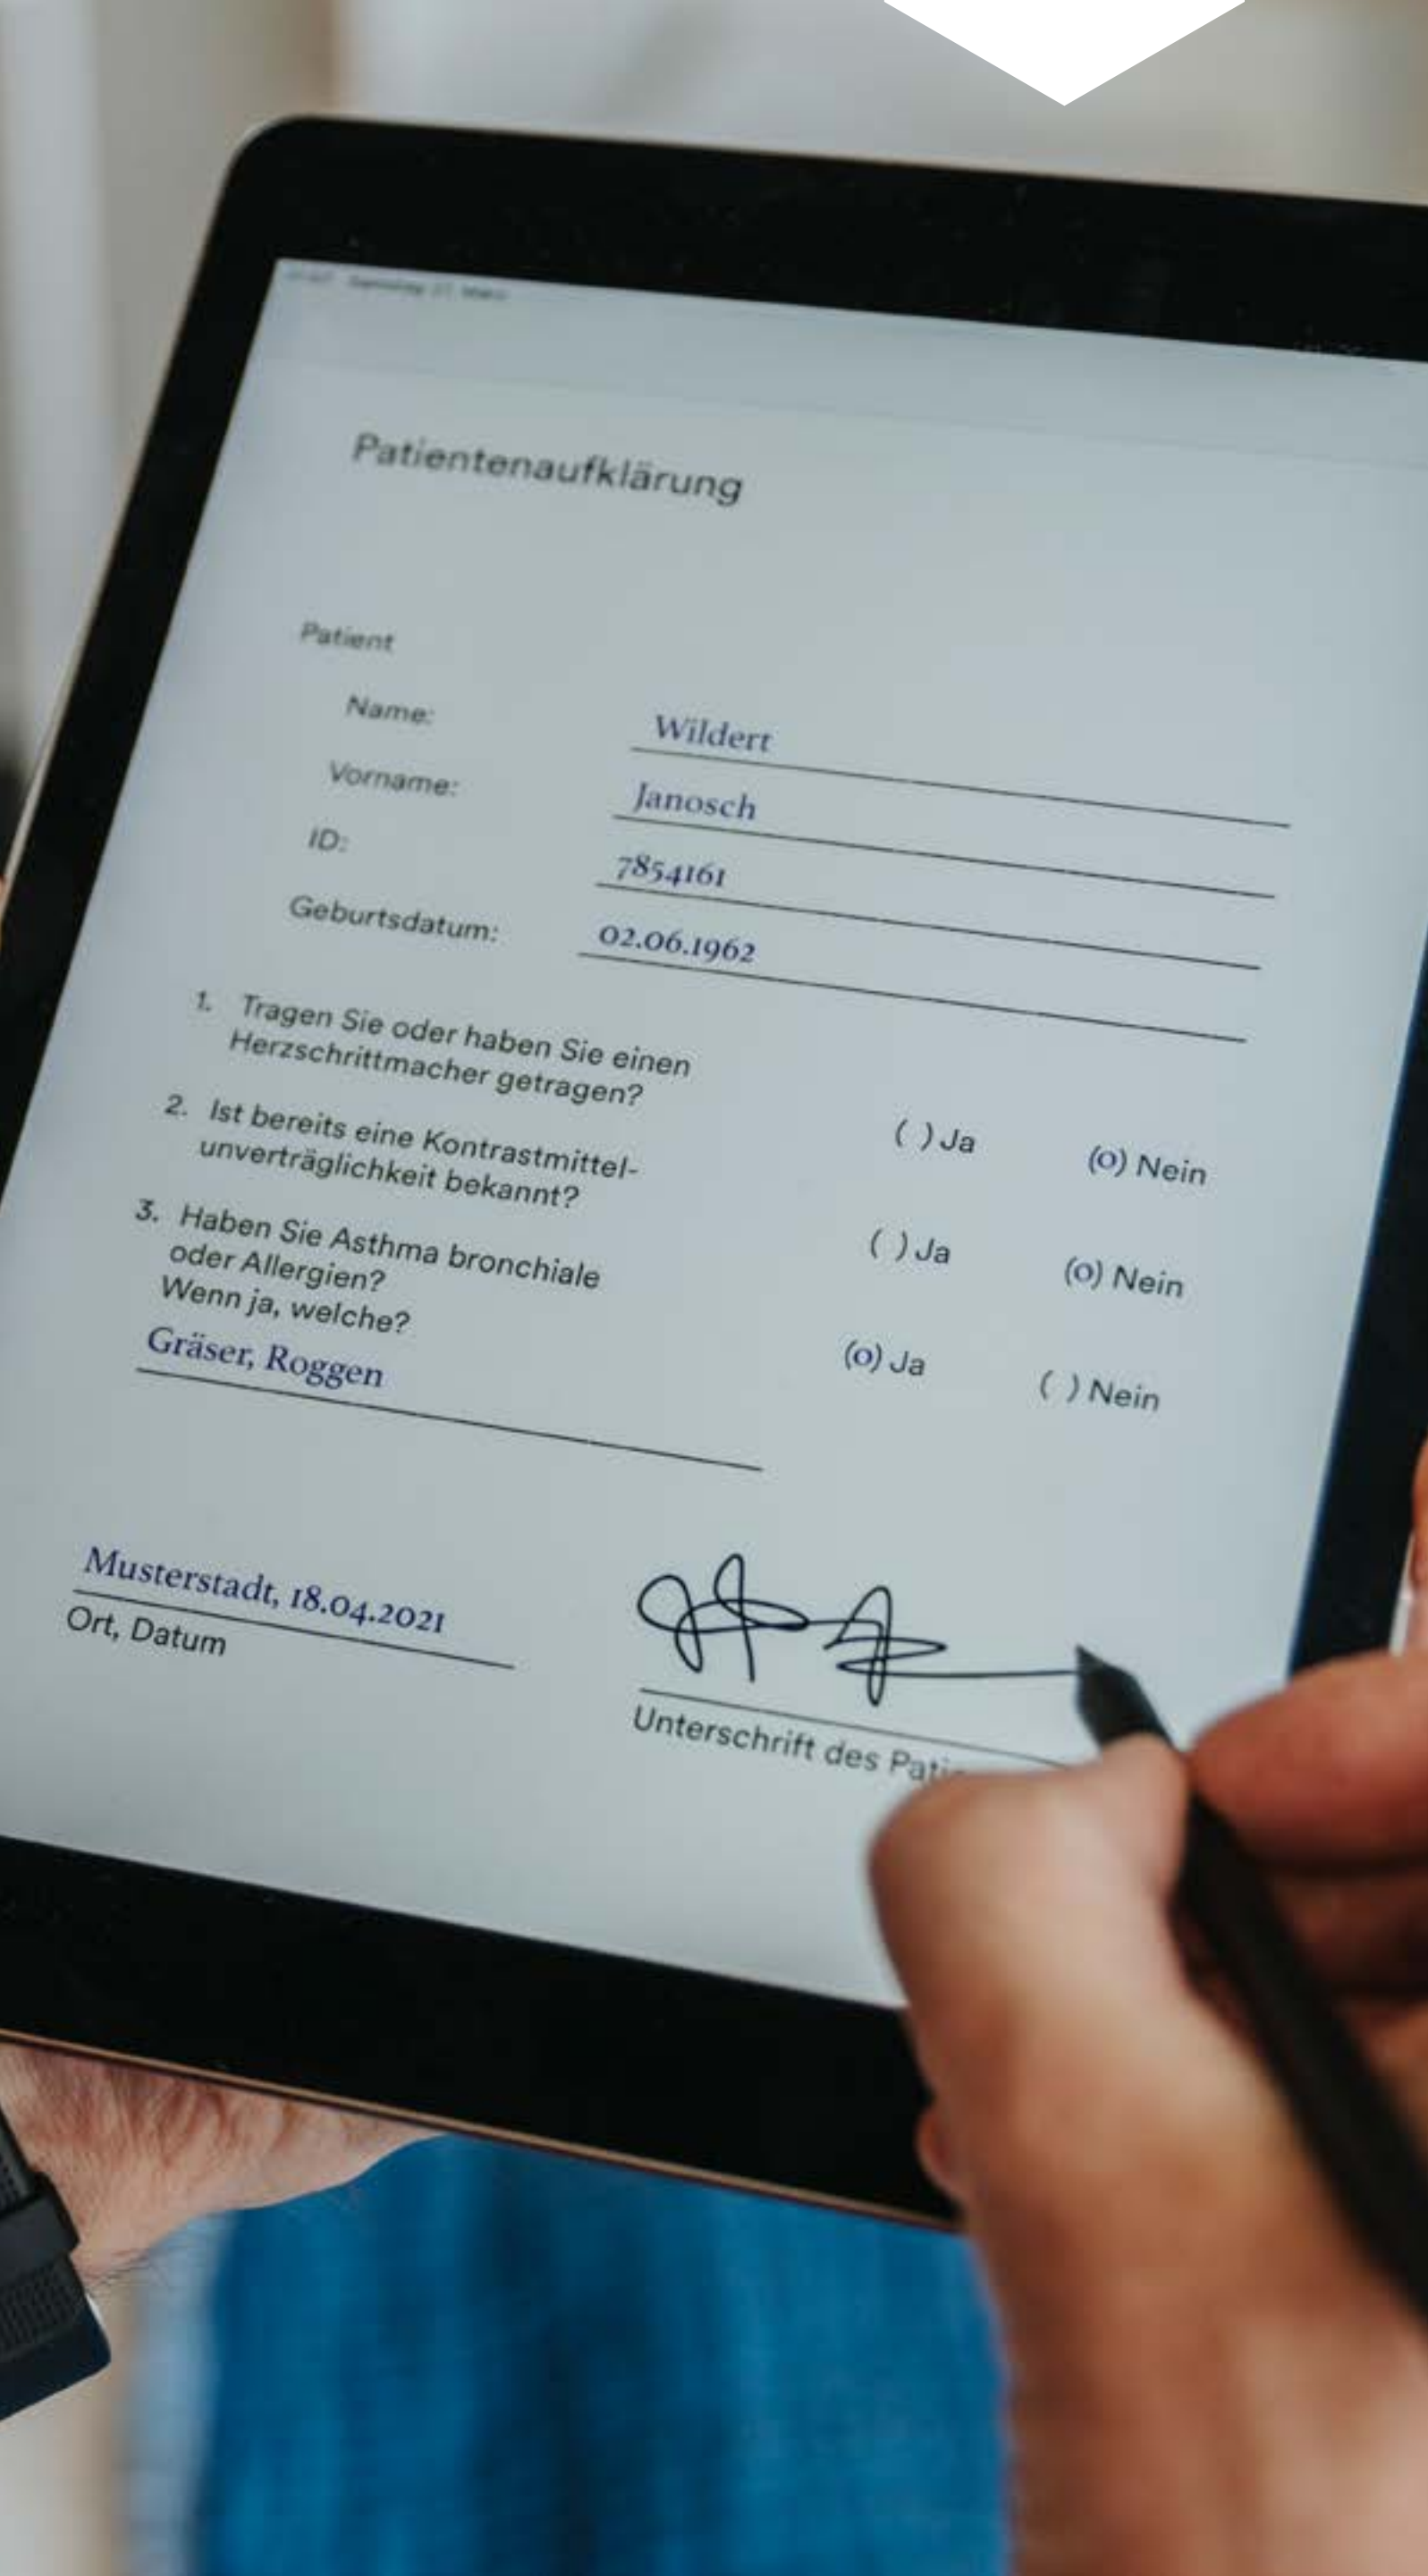 Patientenaufklärung
Patient
Name: Wildert
Vorname: Janosch
ID: 7854161
Geburtsdatum: 02.06.1962
1. Tragen Sie oder haben Sie einen
Herzschrittmacher getragen?
( ) Ja (o) Nein
2. Ist bereits eine Kontrastmittel-
unverträglichkeit bekannt?
( ) Ja (o) Nein
3. Haben Sie Asthma bronchiale
oder Allergien?
Wenn ja, welche?
(o) Ja ( ) Nein
Gräser, Roggen
Musterstadt, 18.04.2021
Ort, Datum
Unterschrift des